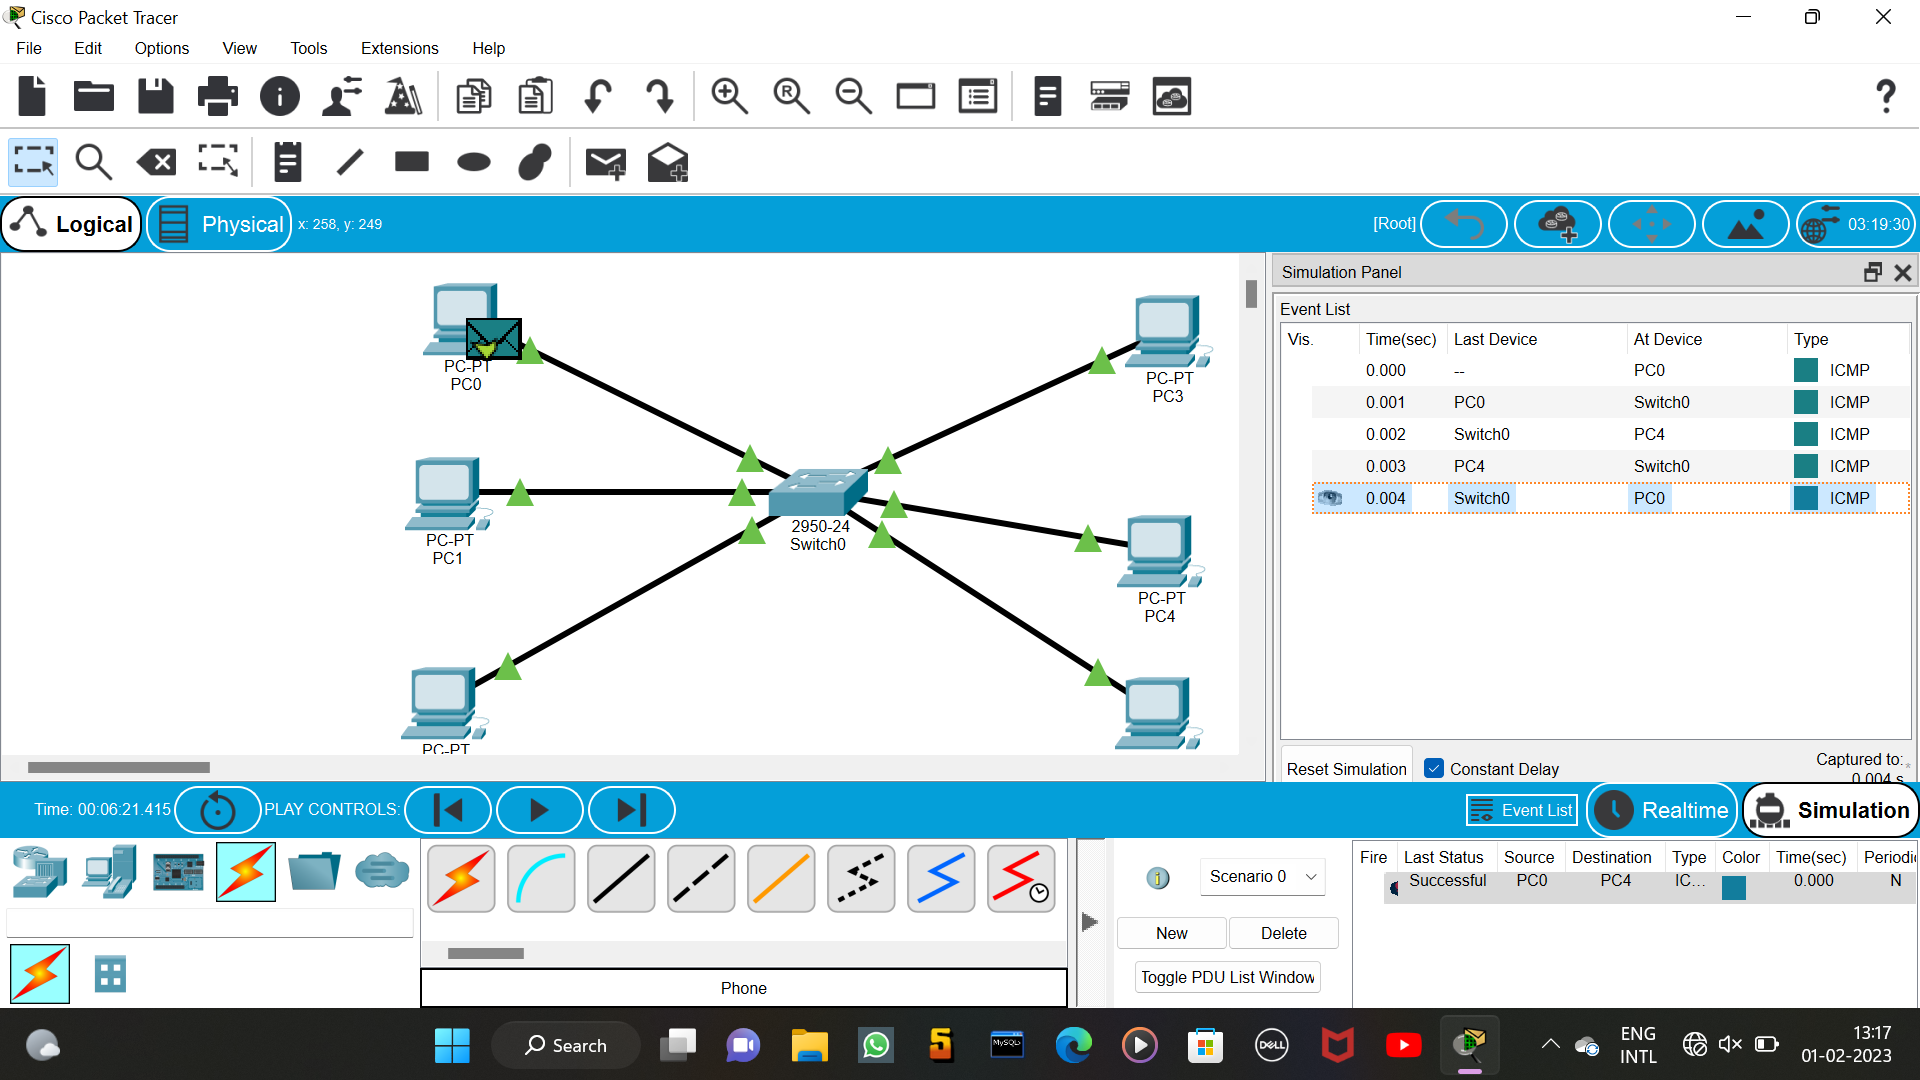 Cisco Packet Tracer
File Edit Options View Tools Extensions Help
Logical Physical x: 258, y: 249 [Root] 03:19:30
Simulation Panel
Event List
Vis. Time(sec) Last Device At Device Type
0.000 -- PC0 ICMP
0.001 PC0 Switch0 ICMP
0.002 Switch0 PC4 ICMP
0.003 PC4 Switch0 ICMP
0.004 Switch0 PC0 ICMP
PC-PT
PC0
PC-PT
PC3
PC-PT
PC1
2950-24
Switch0
PC-PT
PC4
PC-PT
Reset Simulation Constant Delay Captured to:*
0.004 s
Time: 00:06:21.415 PLAY CONTROLS: Event List Realtime Simulation
Scenario 0
New Delete
Toggle PDU List Window
Fire Last Status Source Destination Type Color Time(sec) Periodic
Successful PC0 PC4 IC... 0.000 N
Phone
Search
MySQL
DELL
ENG
INTL
13:17
01-02-2023